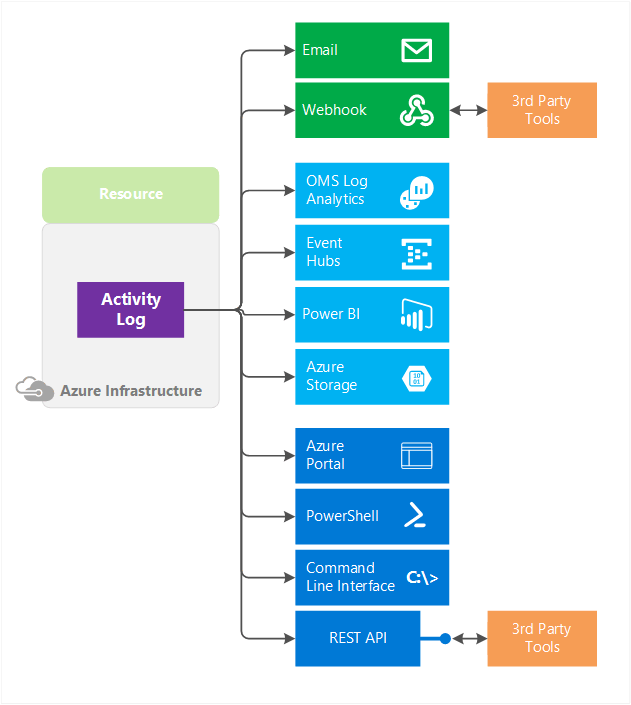 Email
Webhook
3rd Party
Tools
Resource
OMS Log
Analytics
Event
Hubs
Activity
Log
Power BI
Azure
Storage
10
01
Azure Infrastructure
Azure
Portal
PowerShell
Command
Line Interface
C:\>
REST API
3rd Party
Tools